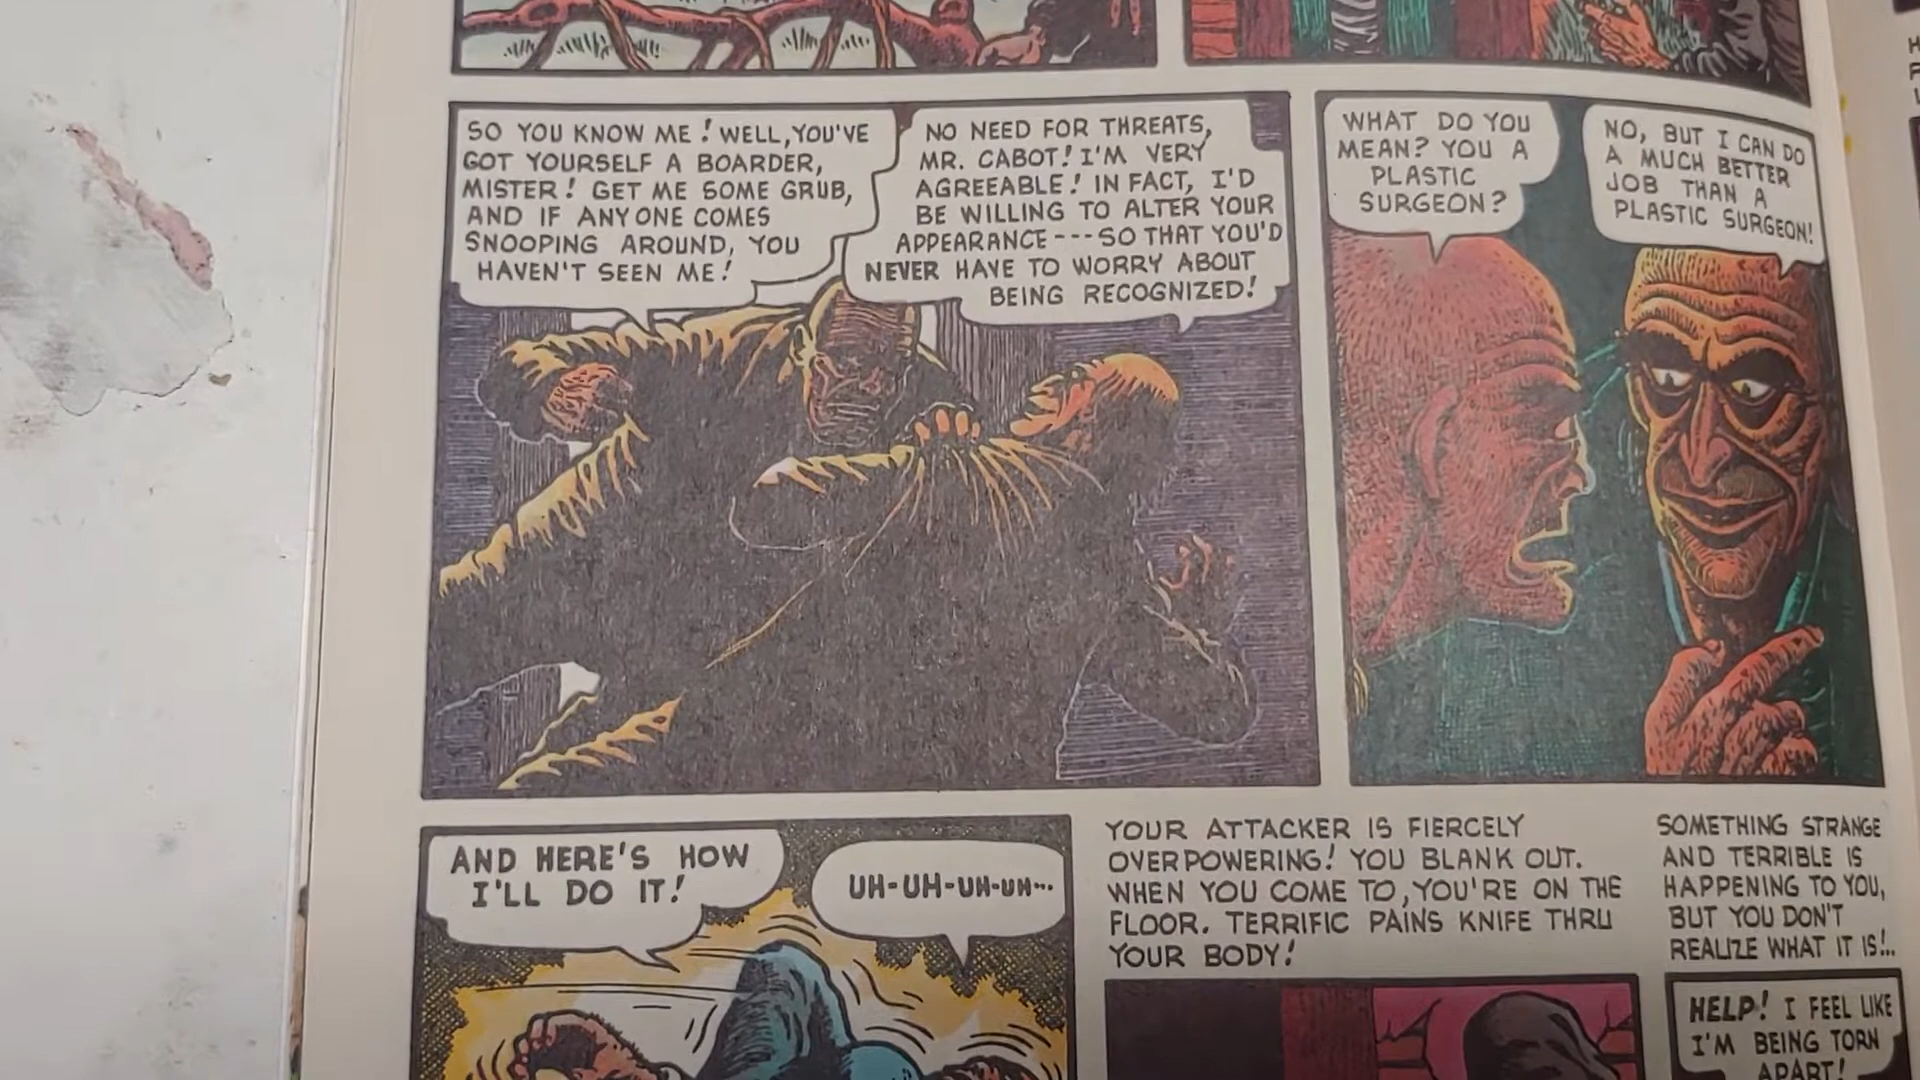 SO YOU KNOW ME! WELL, YOU'VE
GOT YOURSELF A BOARDER,
MISTER! GET ME SOME GRUB,
AND IF ANYONE COMES
SNOOPING AROUND, YOU
HAVEN'T SEEN ME!
NO NEED FOR THREATS,
MR. CABOT! I'M VERY
AGREEABLE! IN FACT, I'D
BE WILLING TO ALTER YOUR
APPEARANCE---SO THAT YOU'D
NEVER HAVE TO WORRY ABOUT
BEING RECOGNIZED!
WHAT DO YOU
MEAN? YOU A
PLASTIC
SURGEON?
NO, BUT I CAN DO
A MUCH BETTER
JOB THAN A
PLASTIC SURGEON!
AND HERE'S HOW
I'LL DO IT!
UH-UH-UH-UH...
YOUR ATTACKER IS FIERCELY
OVERPOWERING! YOU BLANK OUT.
WHEN YOU COME TO, YOU'RE ON THE
FLOOR. TERRIFIC PAINS KNIFE THRU
YOUR BODY!
SOMETHING STRANGE
AND TERRIBLE IS
HAPPENING TO YOU,
BUT YOU DON'T
REALIZE WHAT IT IS!..
HELP! I FEEL LIKE
I'M BEING TORN
APART!